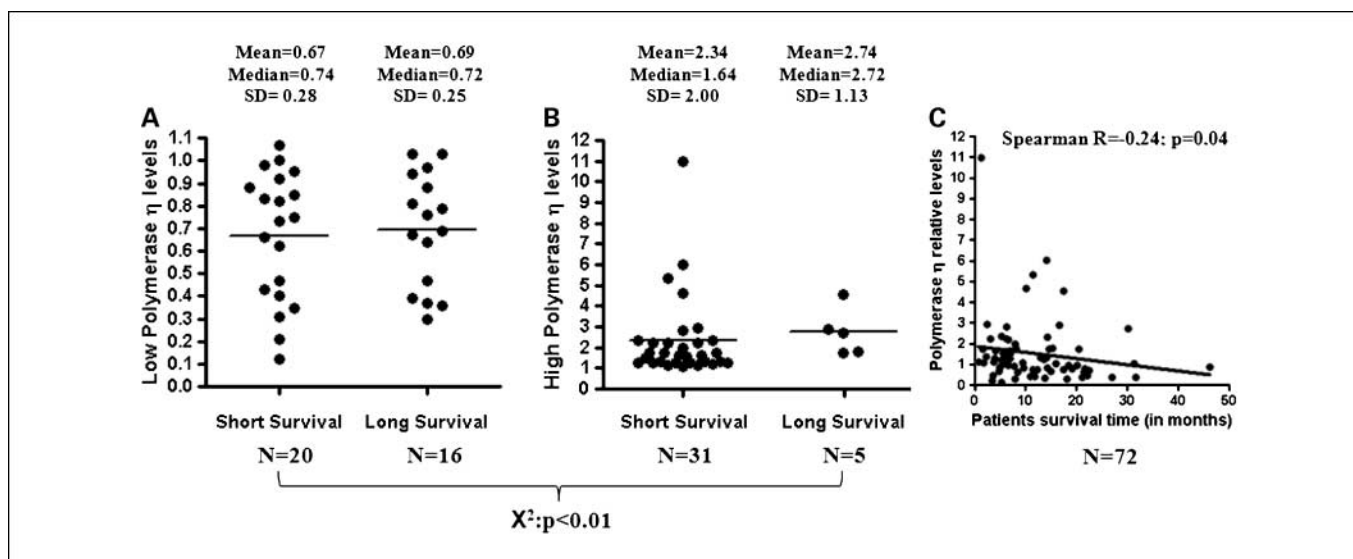 Mean=0.67
Median=0.74
SD= 0.28
Mean=0.69
Median=0.72
SD= 0.25
Mean=2.34
Median=1.64
SD= 2.00
Mean=2.74
Median=2.72
SD= 1.13
A
Low Polymerase η levels
1.1
1.0
0.9
0.8
0.7
0.6
0.5
0.4
0.3
0.2
0.1
0.0
Short Survival
Long Survival
N=20
N=16
B
High Polymerase η levels
12
11
10
9
8
7
6
5
4
3
2
1
0
Short Survival
Long Survival
N=31
N=5
X²:p<0.01
C
Spearman R=-0.24; p=0.04
Polymerase η relative levels
12
11
10
9
8
7
6
5
4
3
2
1
0
0 10 20 30 40 50
Patients survival time (in months)
N=72